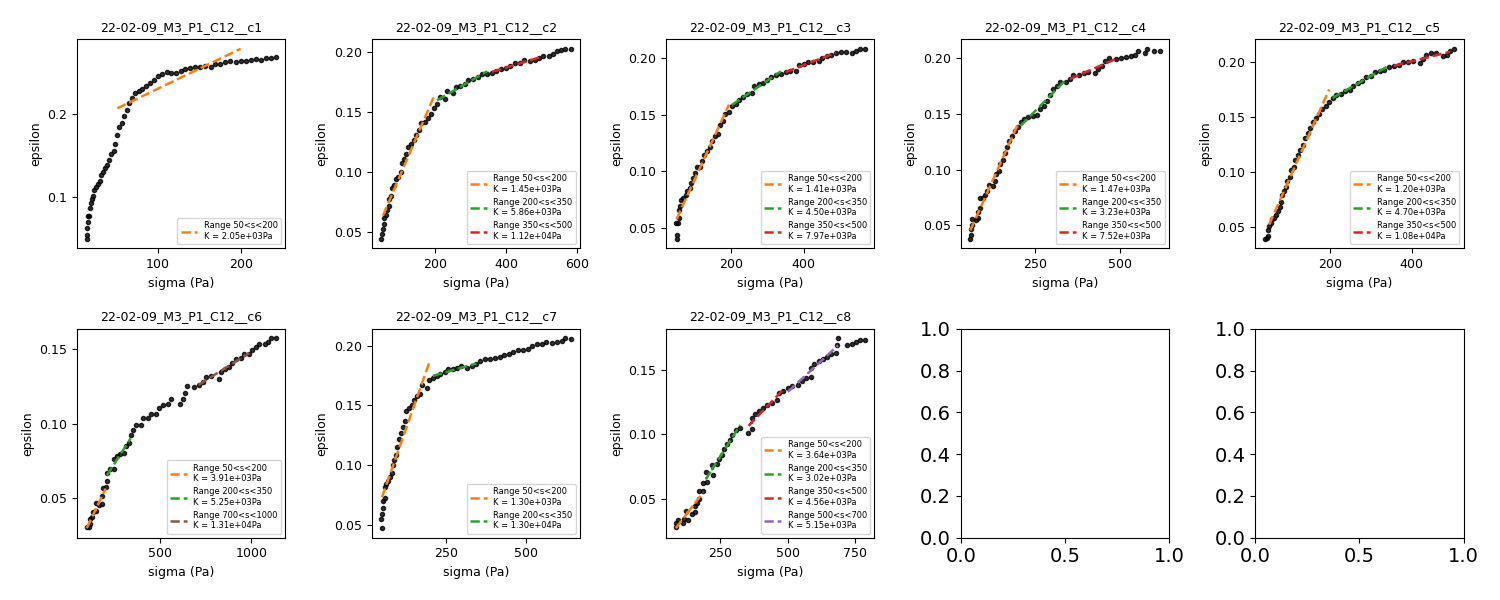 22-02-09_M3_P1_C12__c1
epsilon
0.2
0.1
Range 50<s<200
K = 2.05e+03Pa
100 200
sigma (Pa)
22-02-09_M3_P1_C12__c2
epsilon
0.20
0.15
0.10
0.05
Range 50<s<200
K = 1.45e+03Pa
Range 200<s<350
K = 5.86e+03Pa
Range 350<s<500
K = 1.12e+04Pa
200 400 600
sigma (Pa)
22-02-09_M3_P1_C12__c3
epsilon
0.20
0.15
0.10
0.05
Range 50<s<200
K = 1.41e+03Pa
Range 200<s<350
K = 4.50e+03Pa
Range 350<s<500
K = 7.97e+03Pa
200 400
sigma (Pa)
22-02-09_M3_P1_C12__c4
epsilon
0.20
0.15
0.10
0.05
Range 50<s<200
K = 1.47e+03Pa
Range 200<s<350
K = 3.23e+03Pa
Range 350<s<500
K = 7.52e+03Pa
250 500
sigma (Pa)
22-02-09_M3_P1_C12__c5
epsilon
0.20
0.15
0.10
0.05
Range 50<s<200
K = 1.20e+03Pa
Range 200<s<350
K = 4.70e+03Pa
Range 350<s<500
K = 1.08e+04Pa
200 400
sigma (Pa)
22-02-09_M3_P1_C12__c6
epsilon
0.15
0.10
0.05
Range 50<s<200
K = 3.91e+03Pa
Range 200<s<350
K = 5.25e+03Pa
Range 700<s<1000
K = 1.31e+04Pa
500 1000
sigma (Pa)
22-02-09_M3_P1_C12__c7
epsilon
0.20
0.15
0.10
0.05
Range 50<s<200
K = 1.30e+03Pa
Range 200<s<350
K = 1.30e+04Pa
250 500
sigma (Pa)
22-02-09_M3_P1_C12__c8
epsilon
0.15
0.10
0.05
Range 50<s<200
K = 3.64e+03Pa
Range 200<s<350
K = 3.02e+03Pa
Range 350<s<500
K = 4.56e+03Pa
Range 500<s<700
K = 5.15e+03Pa
250 500 750
sigma (Pa)
1.0
0.8
0.6
0.4
0.2
0.0
0.0 0.5 1.0
1.0
0.8
0.6
0.4
0.2
0.0
0.0 0.5 1.0